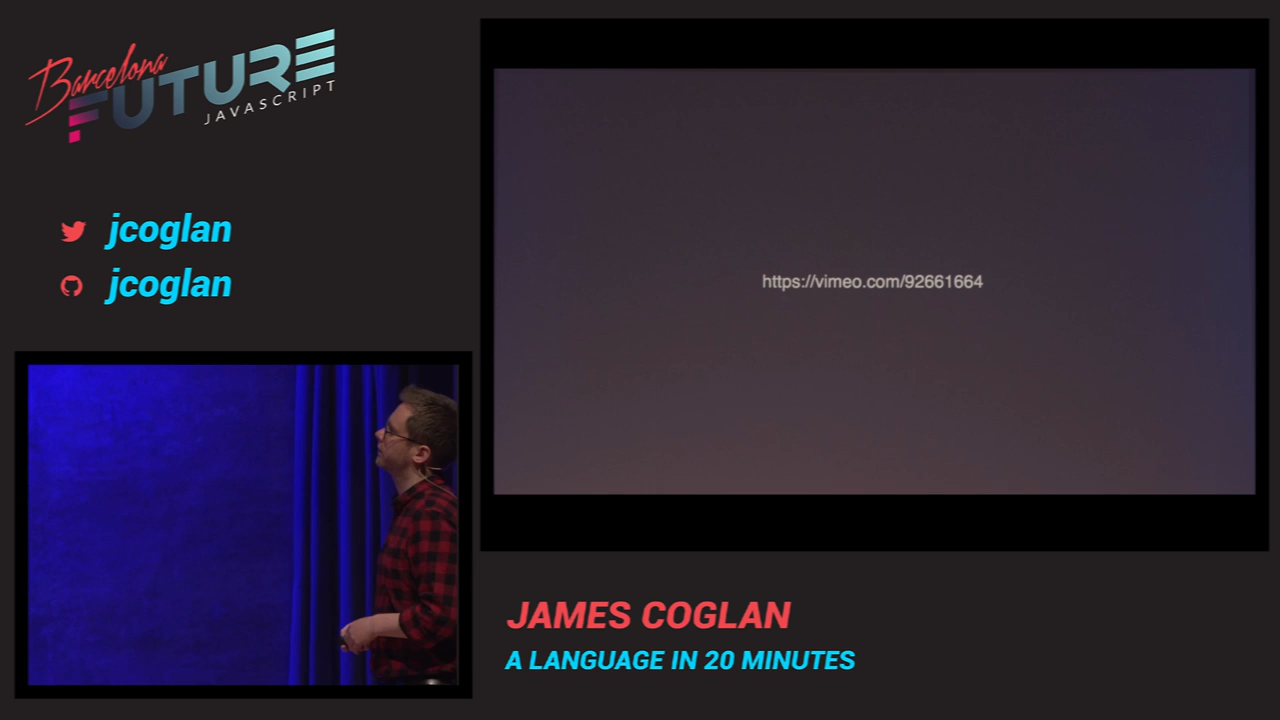 Barcelona
FUTURE
JAVASCRIPT
jcoglan
jcoglan
https://vimeo.com/92661664
JAMES COGLAN
A LANGUAGE IN 20 MINUTES